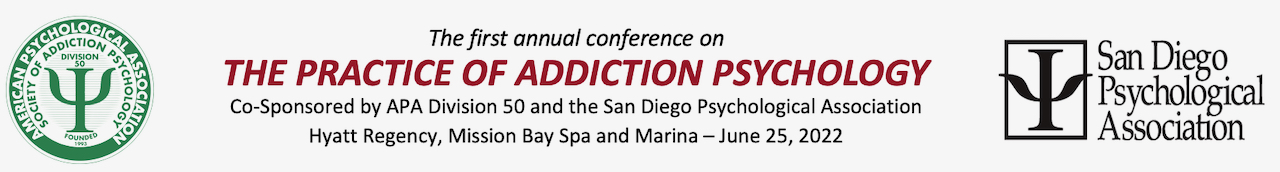 AMERICAN PSYCHOLOGICAL ASSOCIATION
SOCIETY OF ADDICTION PSYCHOLOGY
DIVISION
50
FOUNDED
1993
The first annual conference on
THE PRACTICE OF ADDICTION PSYCHOLOGY
Co-Sponsored by APA Division 50 and the San Diego Psychological Association
Hyatt Regency, Mission Bay Spa and Marina – June 25, 2022
San Diego
Psychological
Association